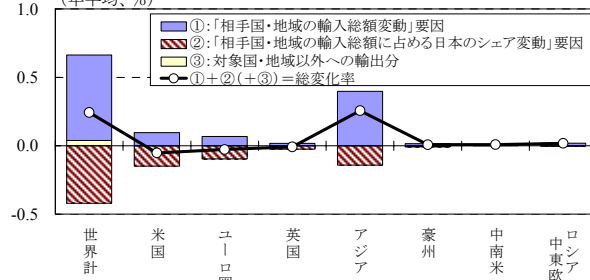 （年平均、％）
1.0
0.5
0.0
-0.5
①：「相手国・地域の輸入総額変動」要因
②：「相手国・地域の輸入総額に占める日本のシェア変動」要因
③：対象国・地域以外への輸出分
①＋②（＋③）＝総変化率
世界計
米国
ユーロ圏
英国
アジア
豪州
中南米
ロシア
中東欧